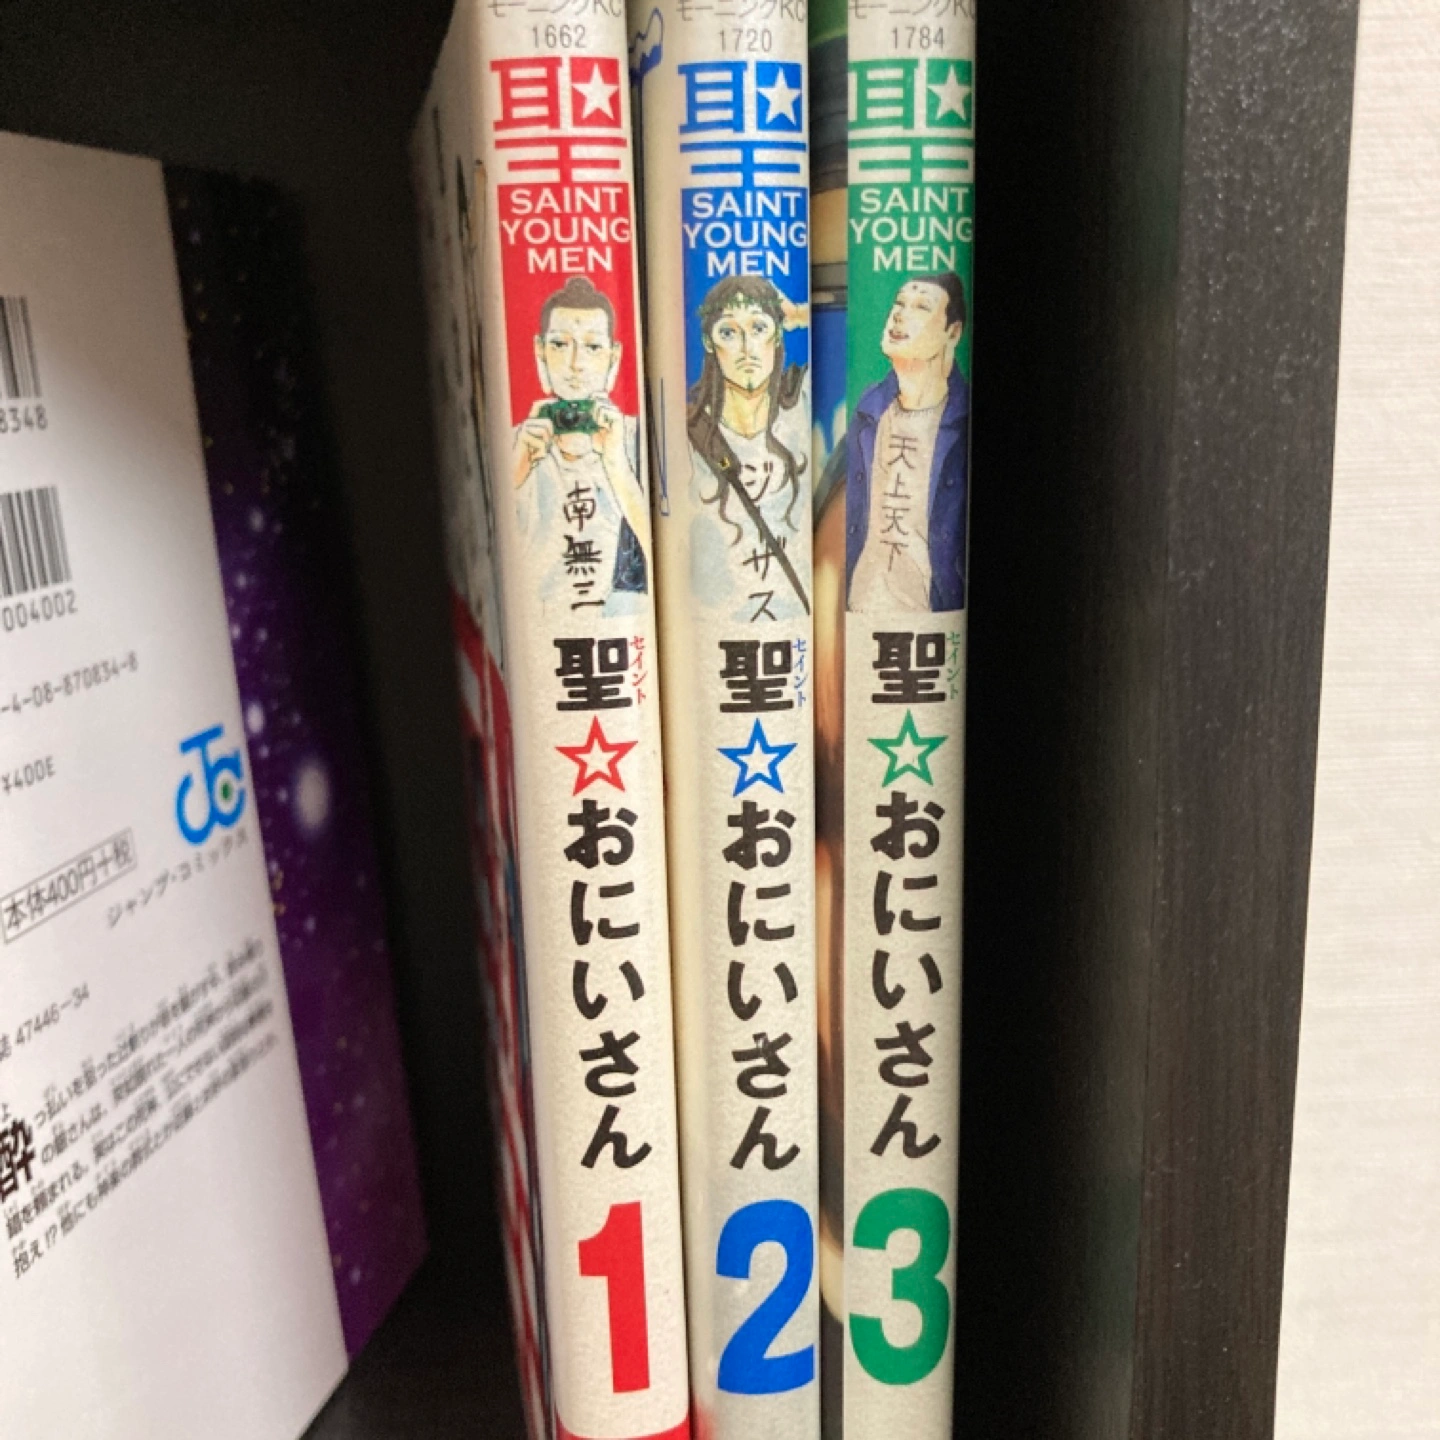 8348
004002
-4-08-870834-8
¥400E
本体400円+税
ジャンプ・コミックス
誌 47446-34
モーニングKC
1662
聖
SAINT
YOUNG
MEN
南無三
聖☆おにいさん
セイント
1
モーニングKC
1720
聖
SAINT
YOUNG
MEN
ジーザス
聖☆おにいさん
セイント
2
モーニングKC
1784
聖
SAINT
YOUNG
MEN
天上天下
聖☆おにいさん
セイント
3